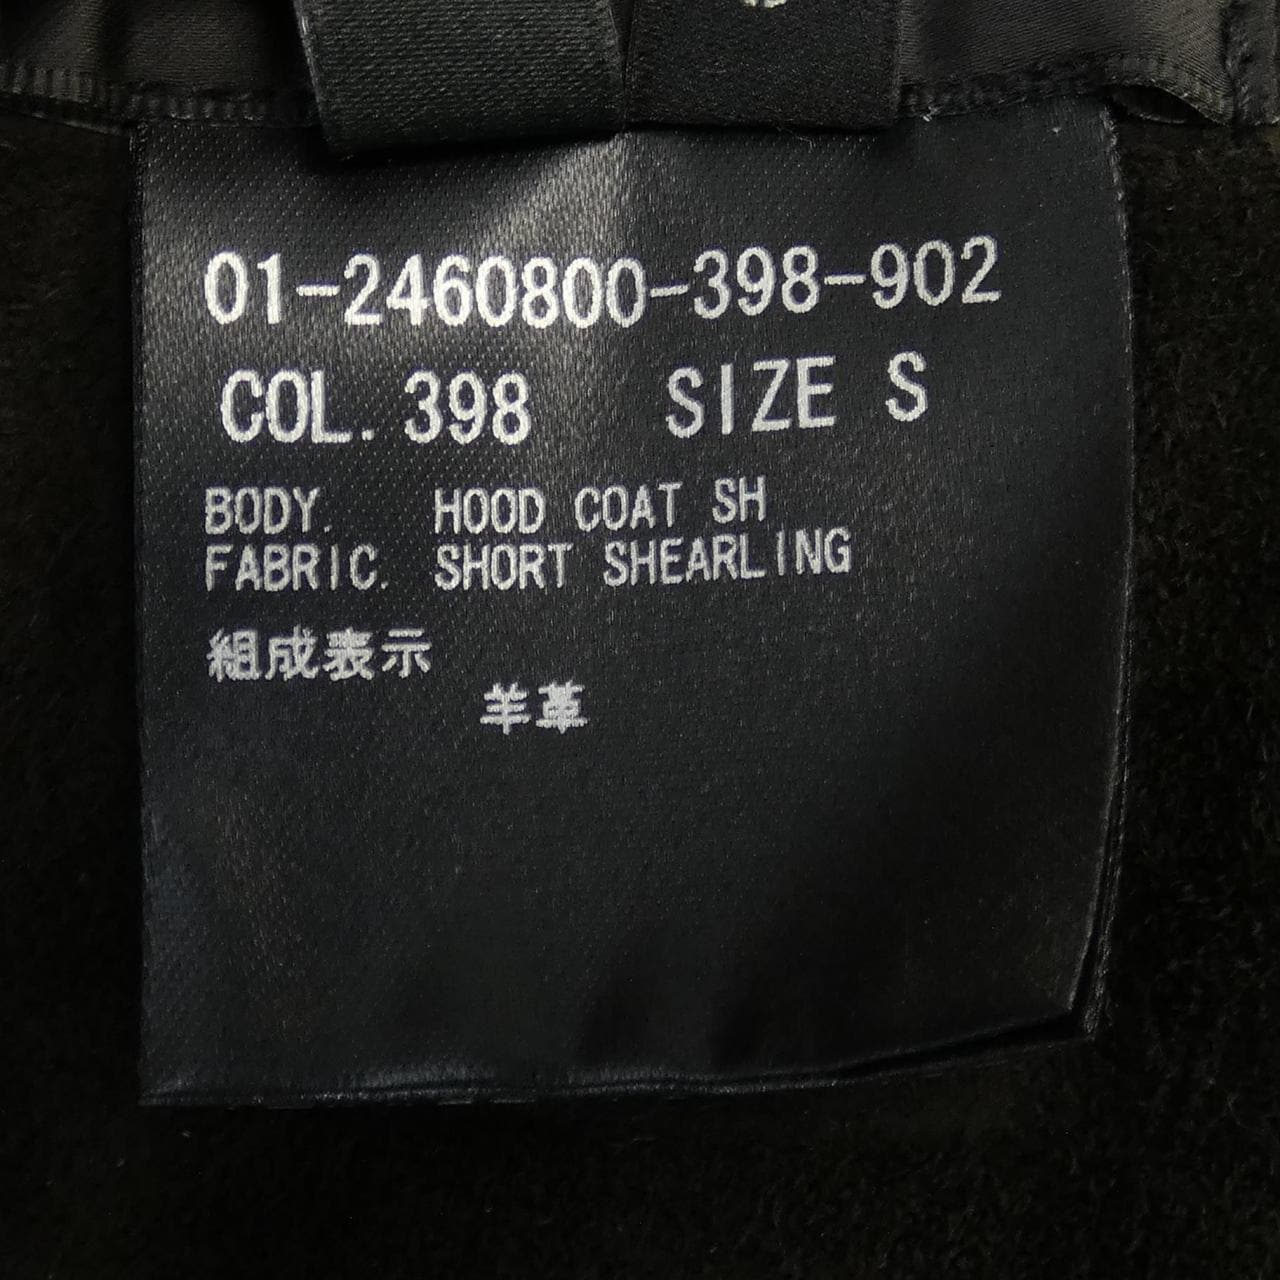 01-2460800-398-902
COL. 398 SIZE S
BODY. HOOD COAT SH
FABRIC. SHORT SHEARLING
組成表示
羊革